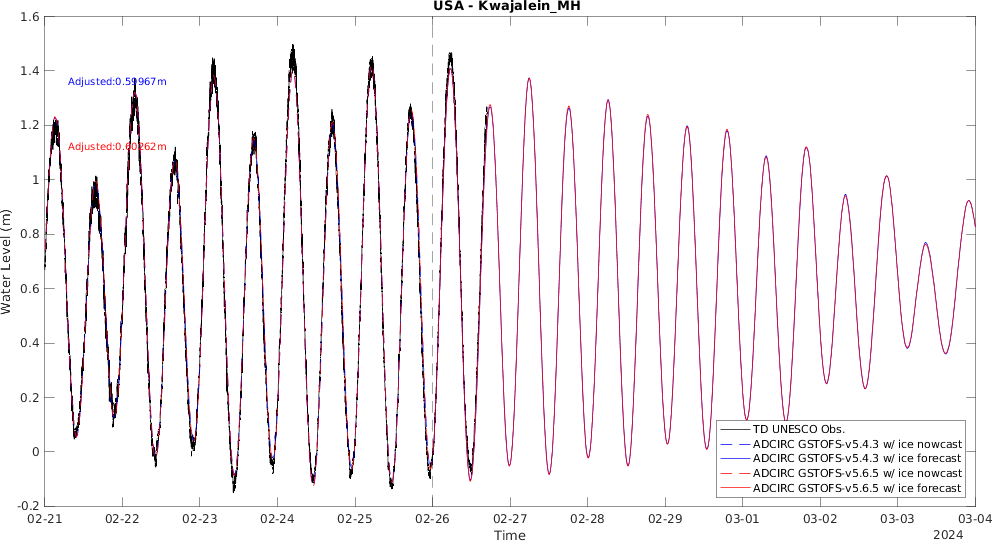 USA - Kwajalein_MH
1.6
1.4
1.2
1
0.8
0.6
0.4
0.2
0
-0.2
Water Level (m)
Adjusted:0.59967m
Adjusted:0.60262m
TD UNESCO Obs.
ADCIRC GSTOFS-v5.4.3 w/ ice nowcast
ADCIRC GSTOFS-v5.4.3 w/ ice forecast
ADCIRC GSTOFS-v5.6.5 w/ ice nowcast
ADCIRC GSTOFS-v5.6.5 w/ ice forecast
02-21 02-22 02-23 02-24 02-25 02-26 02-27 02-28 02-29 03-01 03-02 03-03 03-04
Time
2024